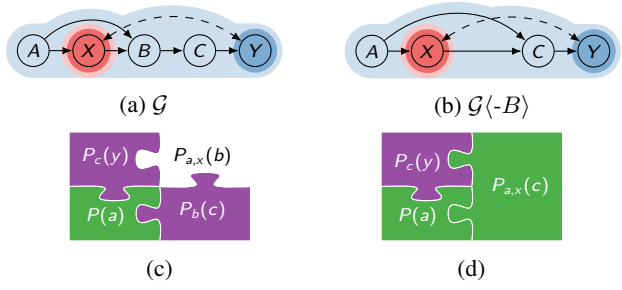 A X B C Y
A X C Y
(a) 𝒢
(b) 𝒢⟨-B⟩
P_c(y) P_{a,x}(b)
P(a) P_b(c)
P_c(y) P_{a,x}(c)
P(a)
(c)
(d)